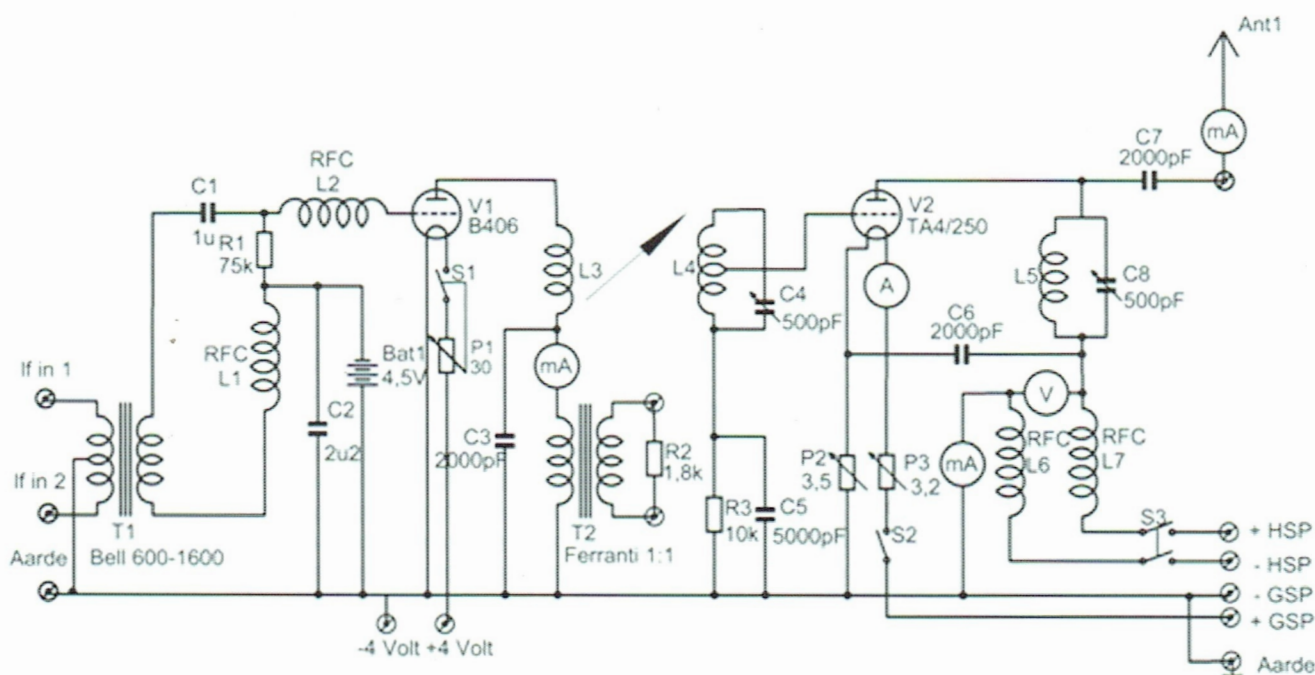 Ant1
mA
C7
2000pF
RFC
L2
C1
1u
R1
75k
V1
B406
S1
L3
L4
C4
500pF
V2
TA4/250
A
L5
C8
500pF
C6
2000pF
RFC
L1
Bat1
4,5V
P1
30
mA
V
If in 1
C2
2u2
C3
2000pF
R2
1,8k
P2
3,5
P3
3,2
mA
RFC
L6
RFC
L7
If in 2
T1
Bell 600-1600
T2
Ferranti 1:1
R3
10k
C5
5000pF
S2
S3
+ HSP
- HSP
Aarde
- GSP
+ GSP
-4 Volt +4 Volt
Aarde